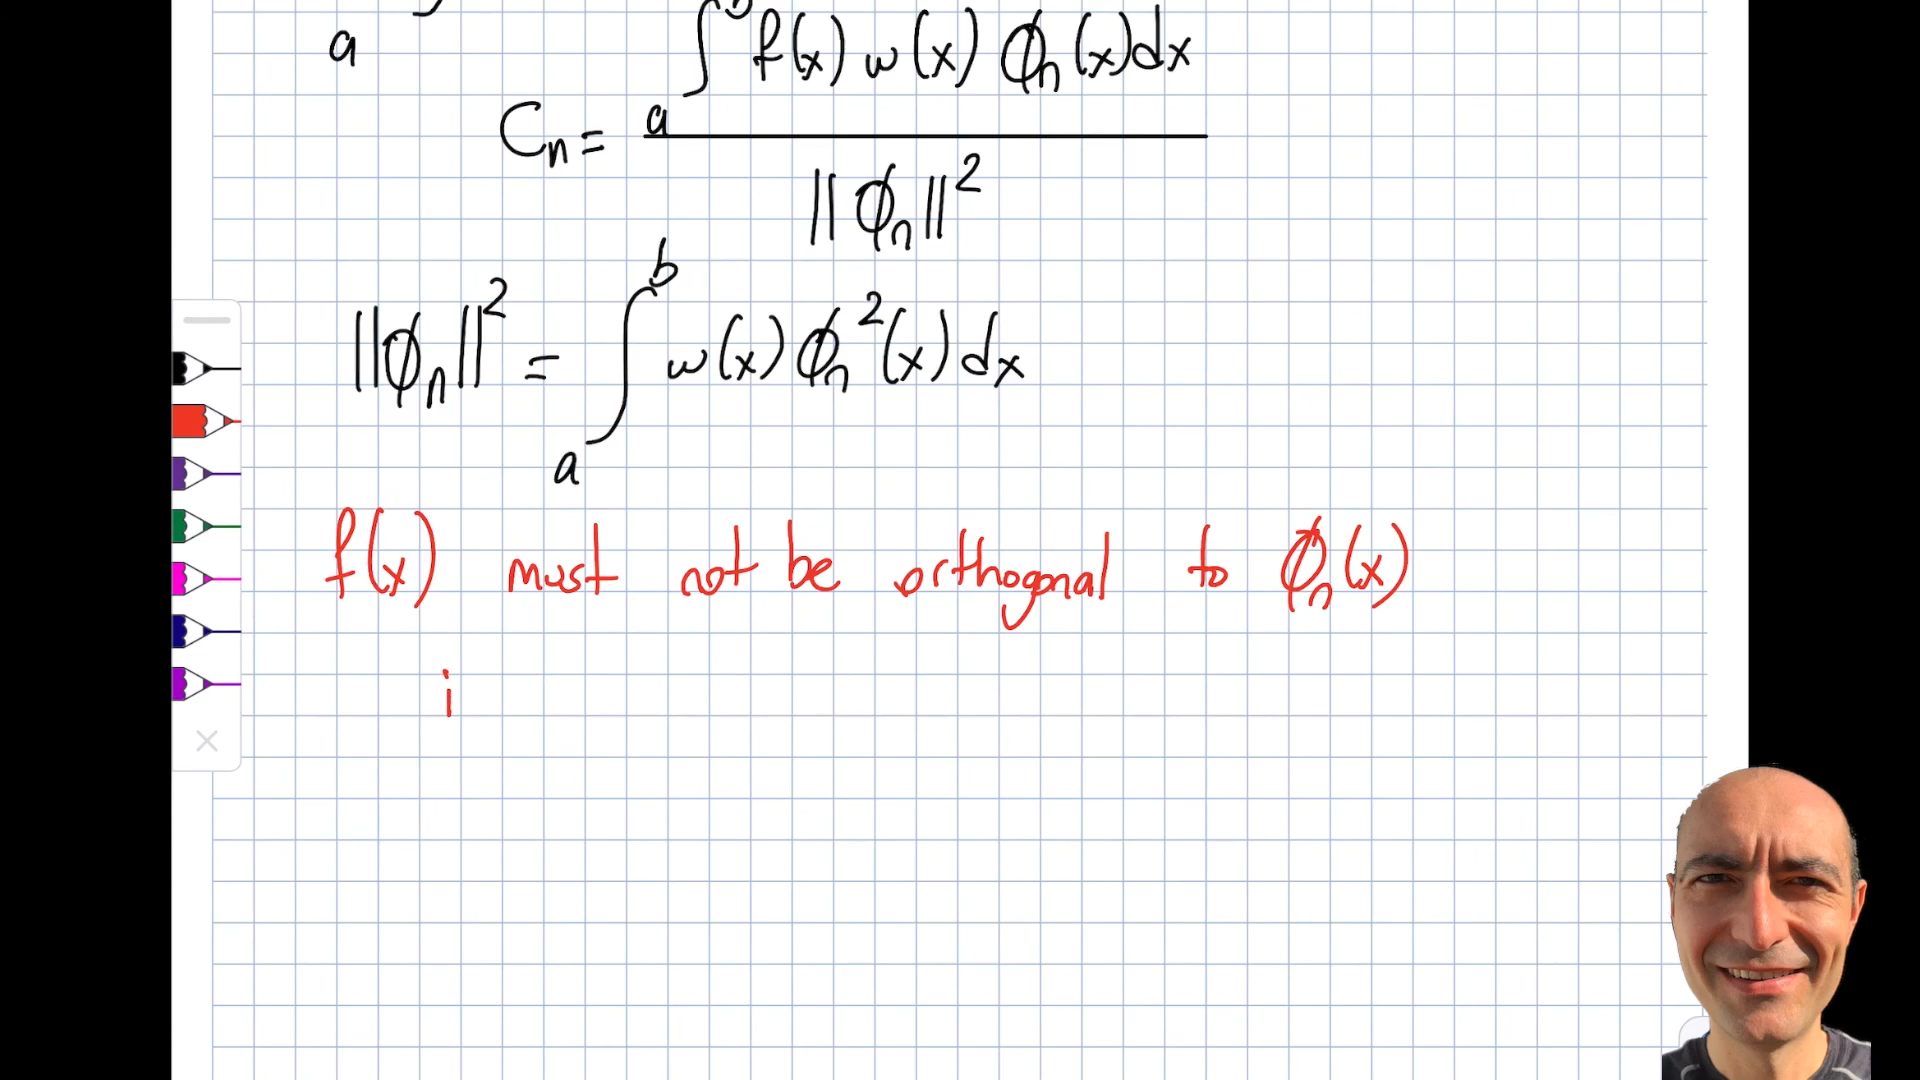 a
∫ b f(x) w(x) ϕn(x)dx
Cn = a
||ϕn||²
||ϕn||² = ∫ b a w(x) ϕn²(x) dx
f(x) must not be orthogonal to ϕn(x)
i